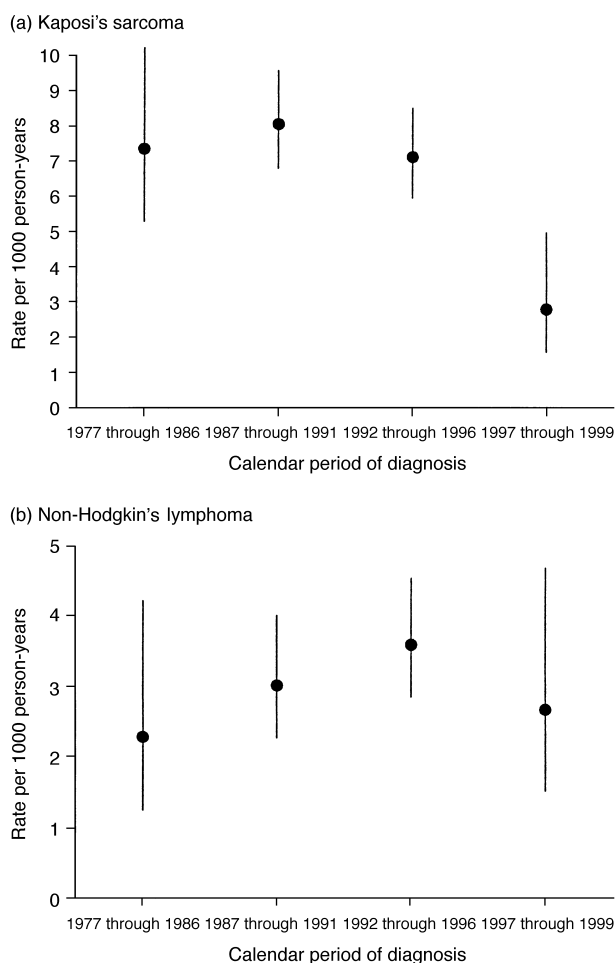 (a) Kaposi's sarcoma
10
9
8
7
6
5
4
3
2
1
0
Rate per 1000 person-years
1977 through 1986 1987 through 1991 1992 through 1996 1997 through 1999
Calendar period of diagnosis
(b) Non-Hodgkin's lymphoma
5
4
3
2
1
0
Rate per 1000 person-years
1977 through 1986 1987 through 1991 1992 through 1996 1997 through 1999
Calendar period of diagnosis